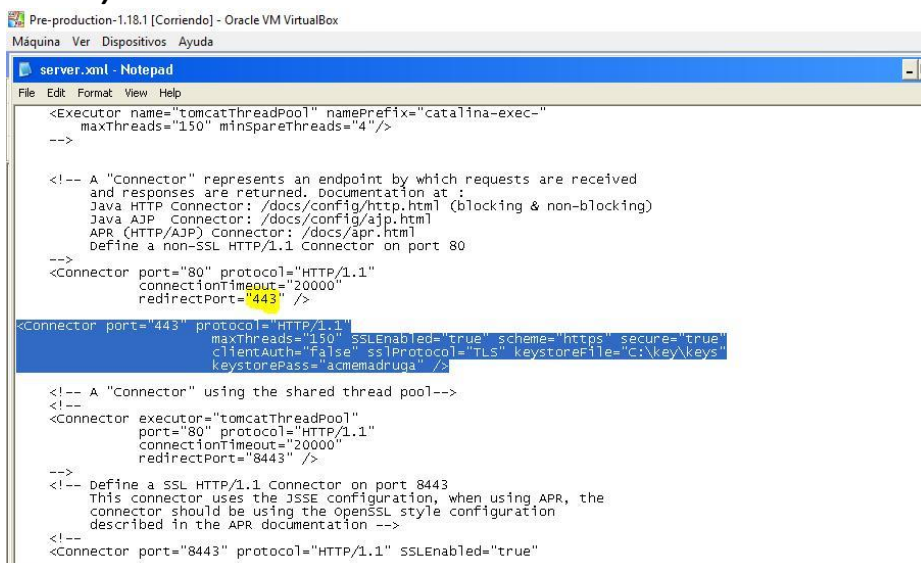 Pre-production-1.18.1 [Corriendo] - Oracle VM VirtualBox
Máquina Ver Dispositivos Ayuda
server.xml - Notepad
File Edit Format View Help
<Executor name="tomcatThreadPool" namePrefix="catalina-exec-"
maxThreads="150" minSpareThreads="4"/>
-->
<!-- A "Connector" represents an endpoint by which requests are received
and responses are returned. Documentation at :
Java HTTP Connector: /docs/config/http.html (blocking & non-blocking)
Java AJP Connector: /docs/config/ajp.html
APR (HTTP/AJP) Connector: /docs/apr.html
Define a non-SSL HTTP/1.1 Connector on port 80
-->
<Connector port="80" protocol="HTTP/1.1"
connectionTimeout="20000"
redirectPort="443" />
<Connector port="443" protocol="HTTP/1.1"
maxThreads="150" SSLEnabled="true" scheme="https" secure="true"
clientAuth="false" sslProtocol="TLS" keystoreFile="C:\key\keys"
keystorePass="acmemadruga" />
<!-- A "Connector" using the shared thread pool-->
<!--
<Connector executor="tomcatThreadPool"
port="80" protocol="HTTP/1.1"
connectionTimeout="20000"
redirectPort="8443" />
-->
<!-- Define a SSL HTTP/1.1 Connector on port 8443
This connector uses the JSSE configuration, when using APR, the
connector should be using the OpenSSL style configuration
described in the APR documentation -->
<!--
<Connector port="8443" protocol="HTTP/1.1" SSLEnabled="true"